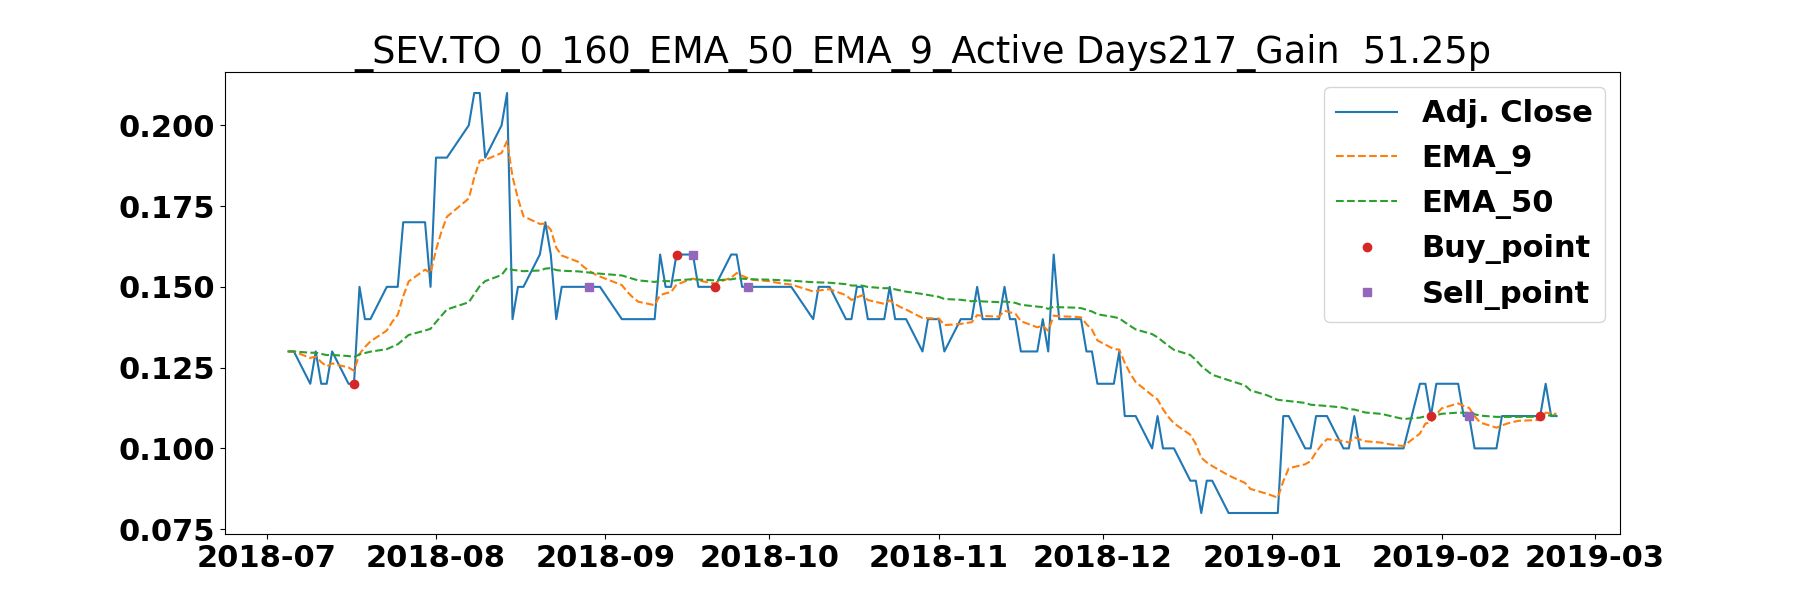 _SEV.TO_0_160_EMA_50_EMA_9_Active Days217_Gain  51.25p
Adj. Close
EMA_9
EMA_50
Buy_point
Sell_point
0.200
0.175
0.150
0.125
0.100
0.075
2018-07 2018-08 2018-09 2018-10 2018-11 2018-12 2019-01 2019-02 2019-03